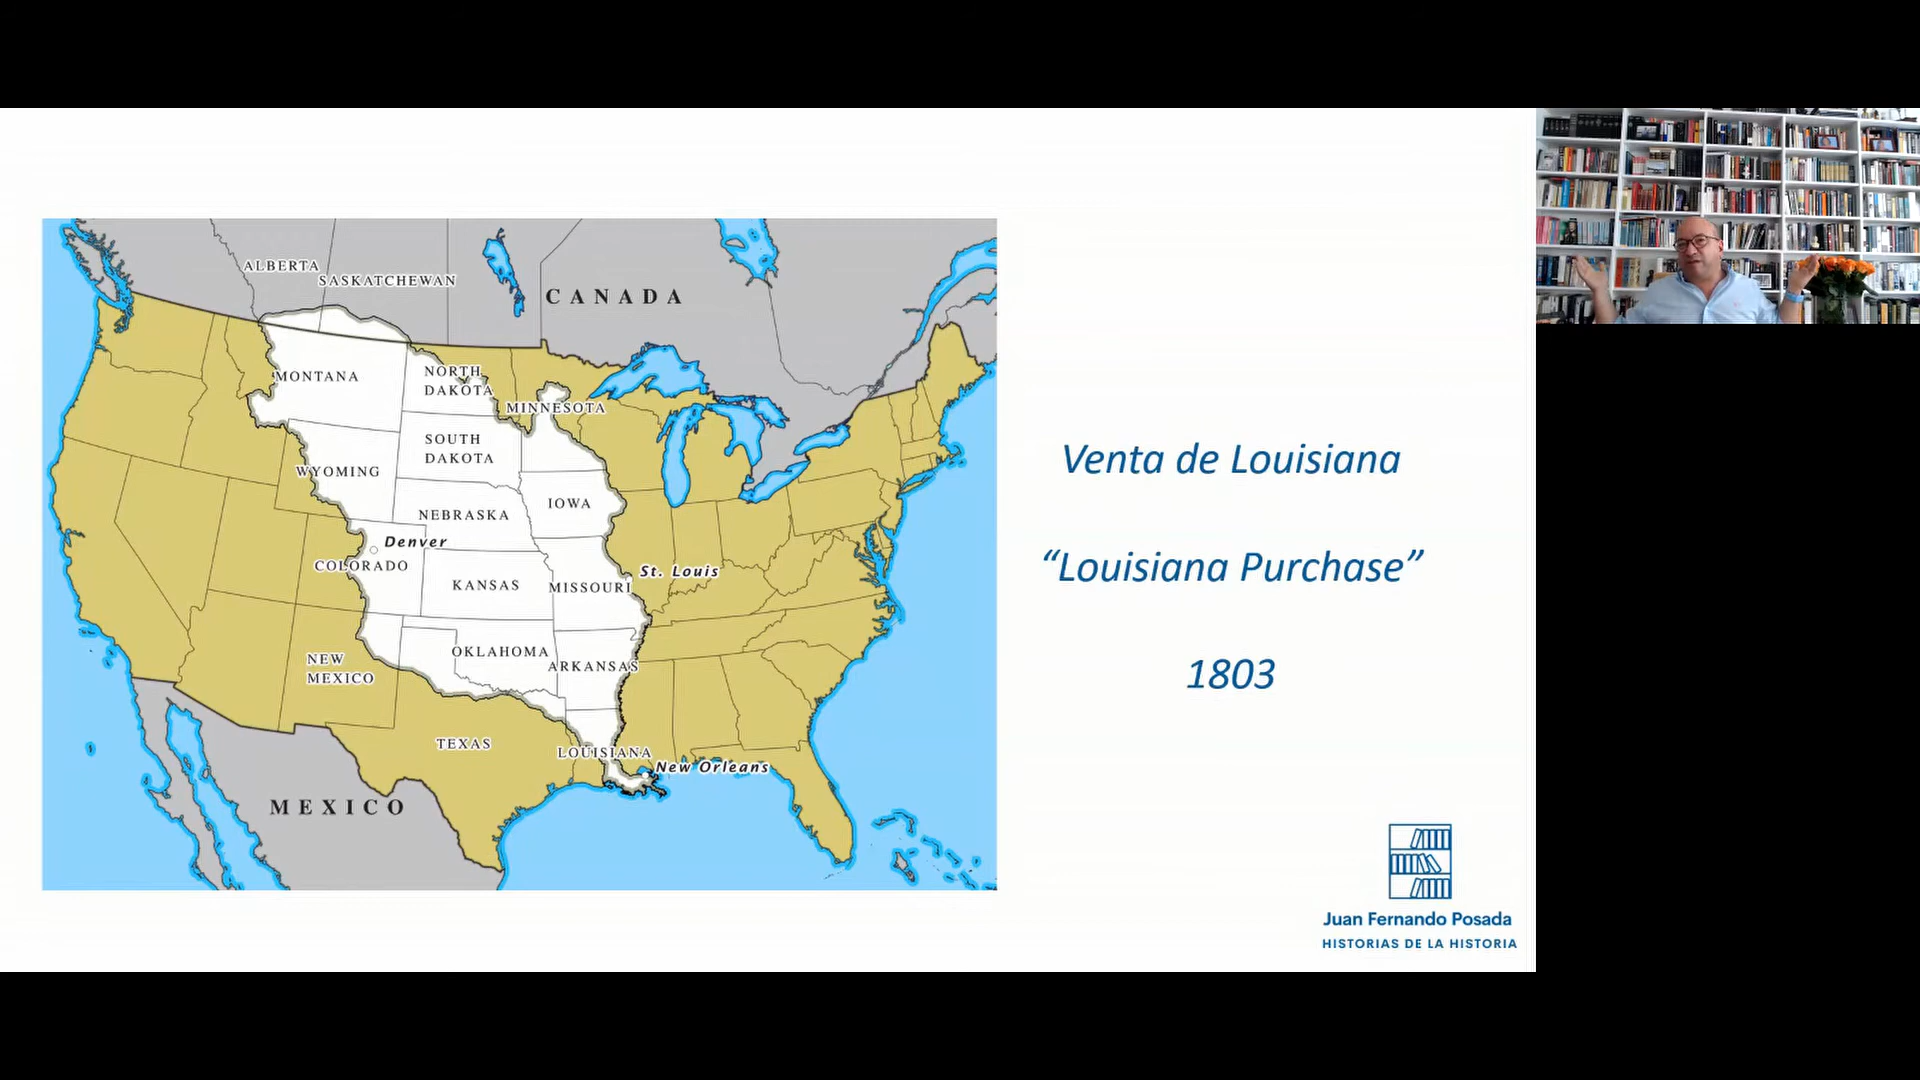 ALBERTA
SASKATCHEWAN
CANADA
MONTANA
NORTH
DAKOTA
MINNESOTA
SOUTH
DAKOTA
WYOMING
IOWA
NEBRASKA
Denver
COLORADO
St. Louis
KANSAS
MISSOURI
OKLAHOMA
ARKANSAS
NEW
MEXICO
TEXAS
LOUISIANA
New Orleans
MEXICO
Venta de Louisiana
“Louisiana Purchase”
1803
Juan Fernando Posada
HISTORIAS DE LA HISTORIA